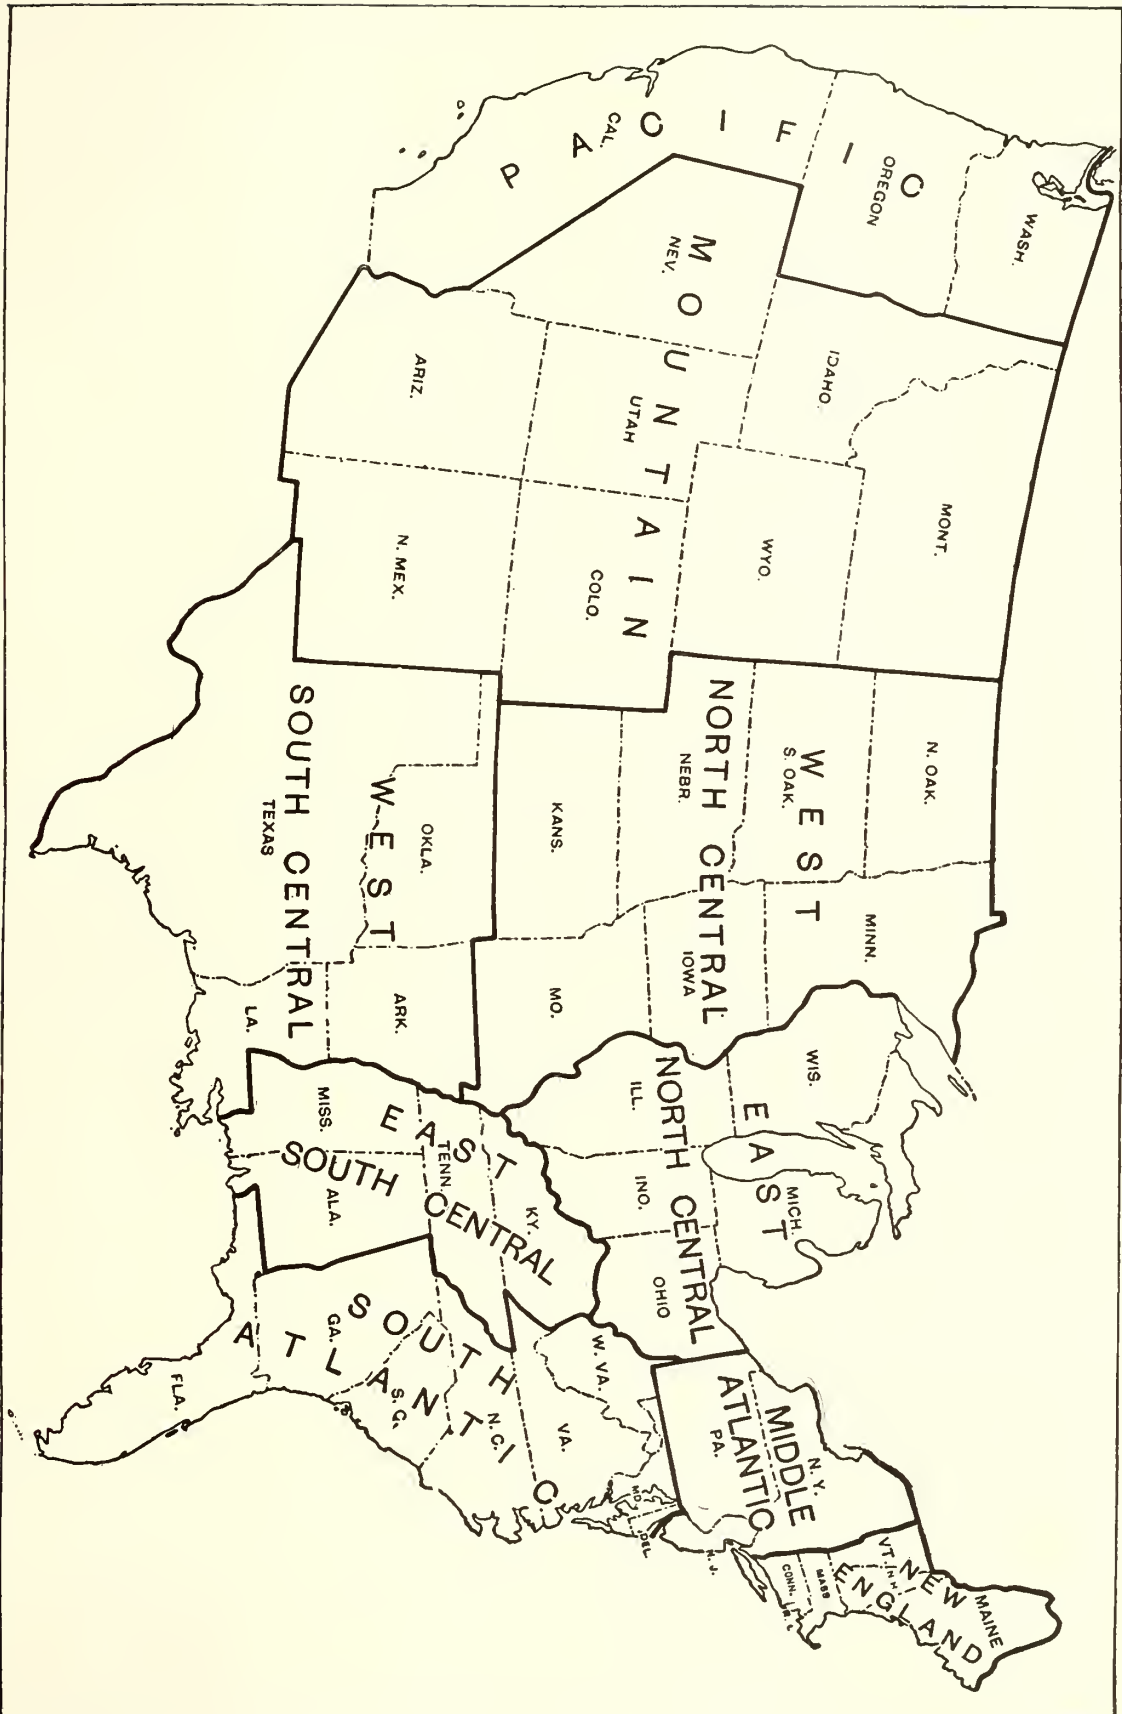 PACIFIC
WASH.
OREGON
CAL.
MOUNTAIN
MONT.
IDAHO.
WYO.
NEV.
UTAH
COLO.
ARIZ.
N. MEX.
WEST
NORTH CENTRAL
N. OAK.
S. OAK.
MINN.
NEBR.
IOWA
KANS.
MO.
WEST
SOUTH CENTRAL
OKLA.
ARK.
TEXAS
LA.
EAST
NORTH CENTRAL
WIS.
MICH.
ILL.
INO.
OHIO
EAST
SOUTH CENTRAL
KY.
TENN.
MISS.
ALA.
SOUTH
ATLANTIC
W. VA.
VA.
MD.
DEL
N.C.
S. C.
GA.
FLA.
MIDDLE
ATLANTIC
N. Y.
PA.
N. J.
NEW
ENGLAND
MAINE
VT.
N H
MASS
CONN.